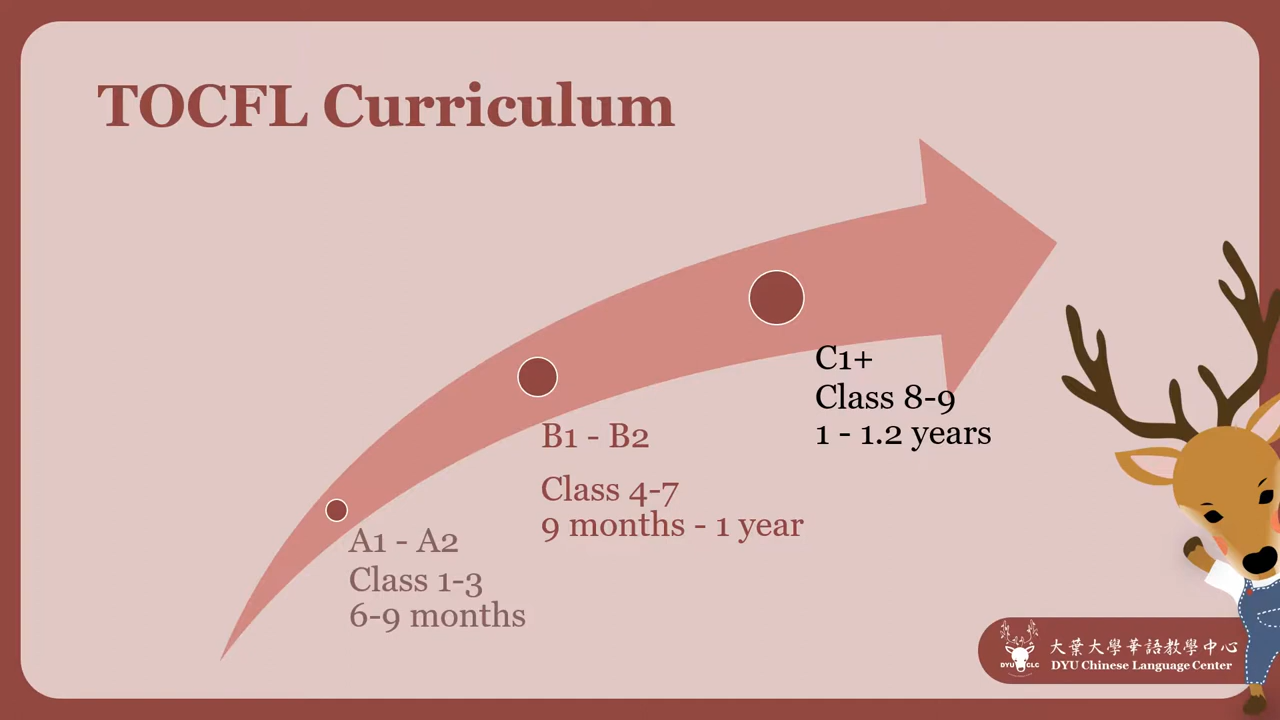 TOCFL Curriculum
C1+
Class 8-9
1 - 1.2 years
B1 - B2
Class 4-7
9 months - 1 year
A1 - A2
Class 1-3
6-9 months
大葉大學華語教學中心
DYU CLC
DYU Chinese Language Center